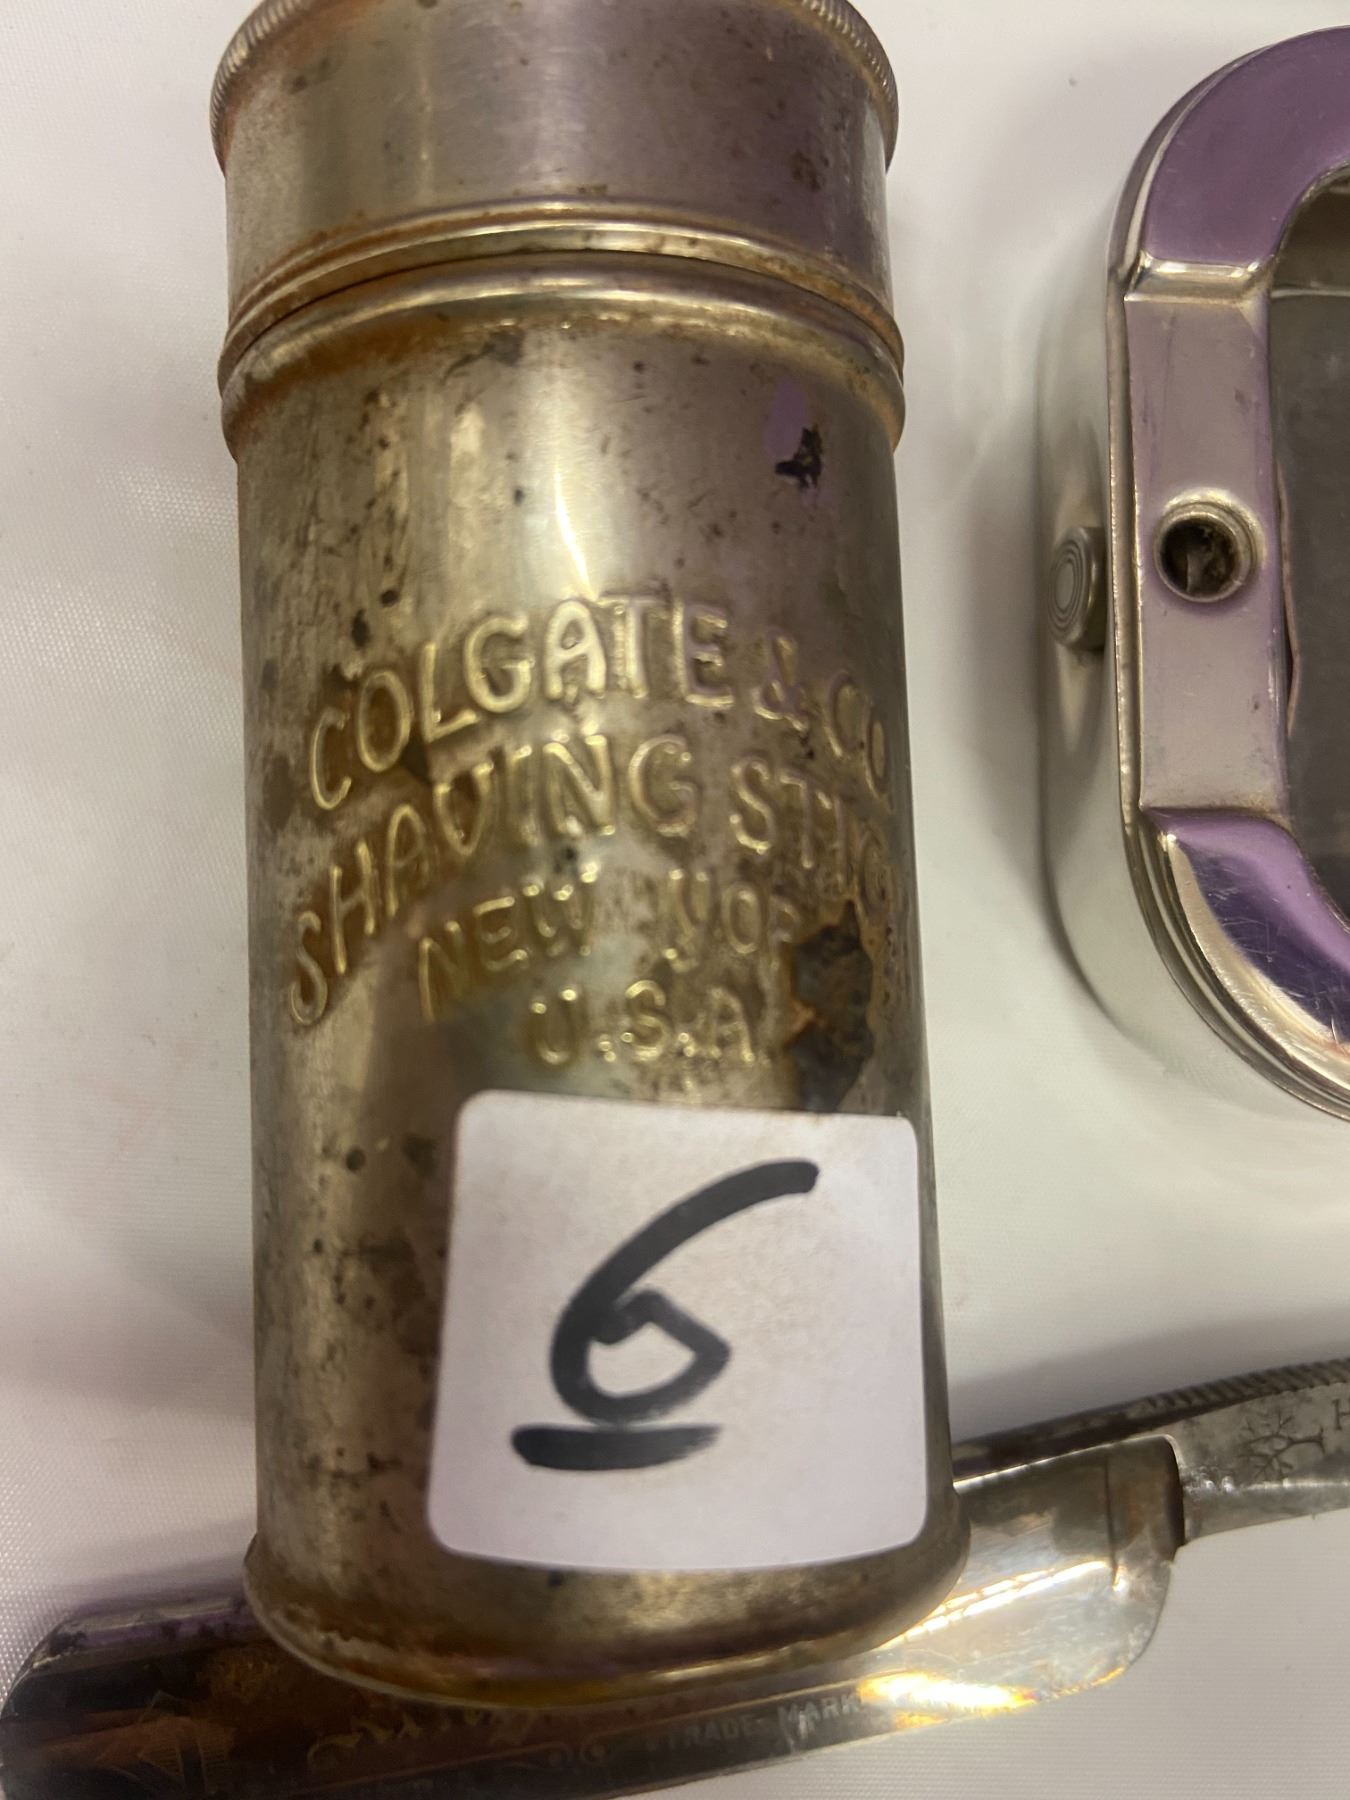 COLGATE & CO
SHAVING STICK
NEW YORK
U.S.A
6
TRADE MARK
H